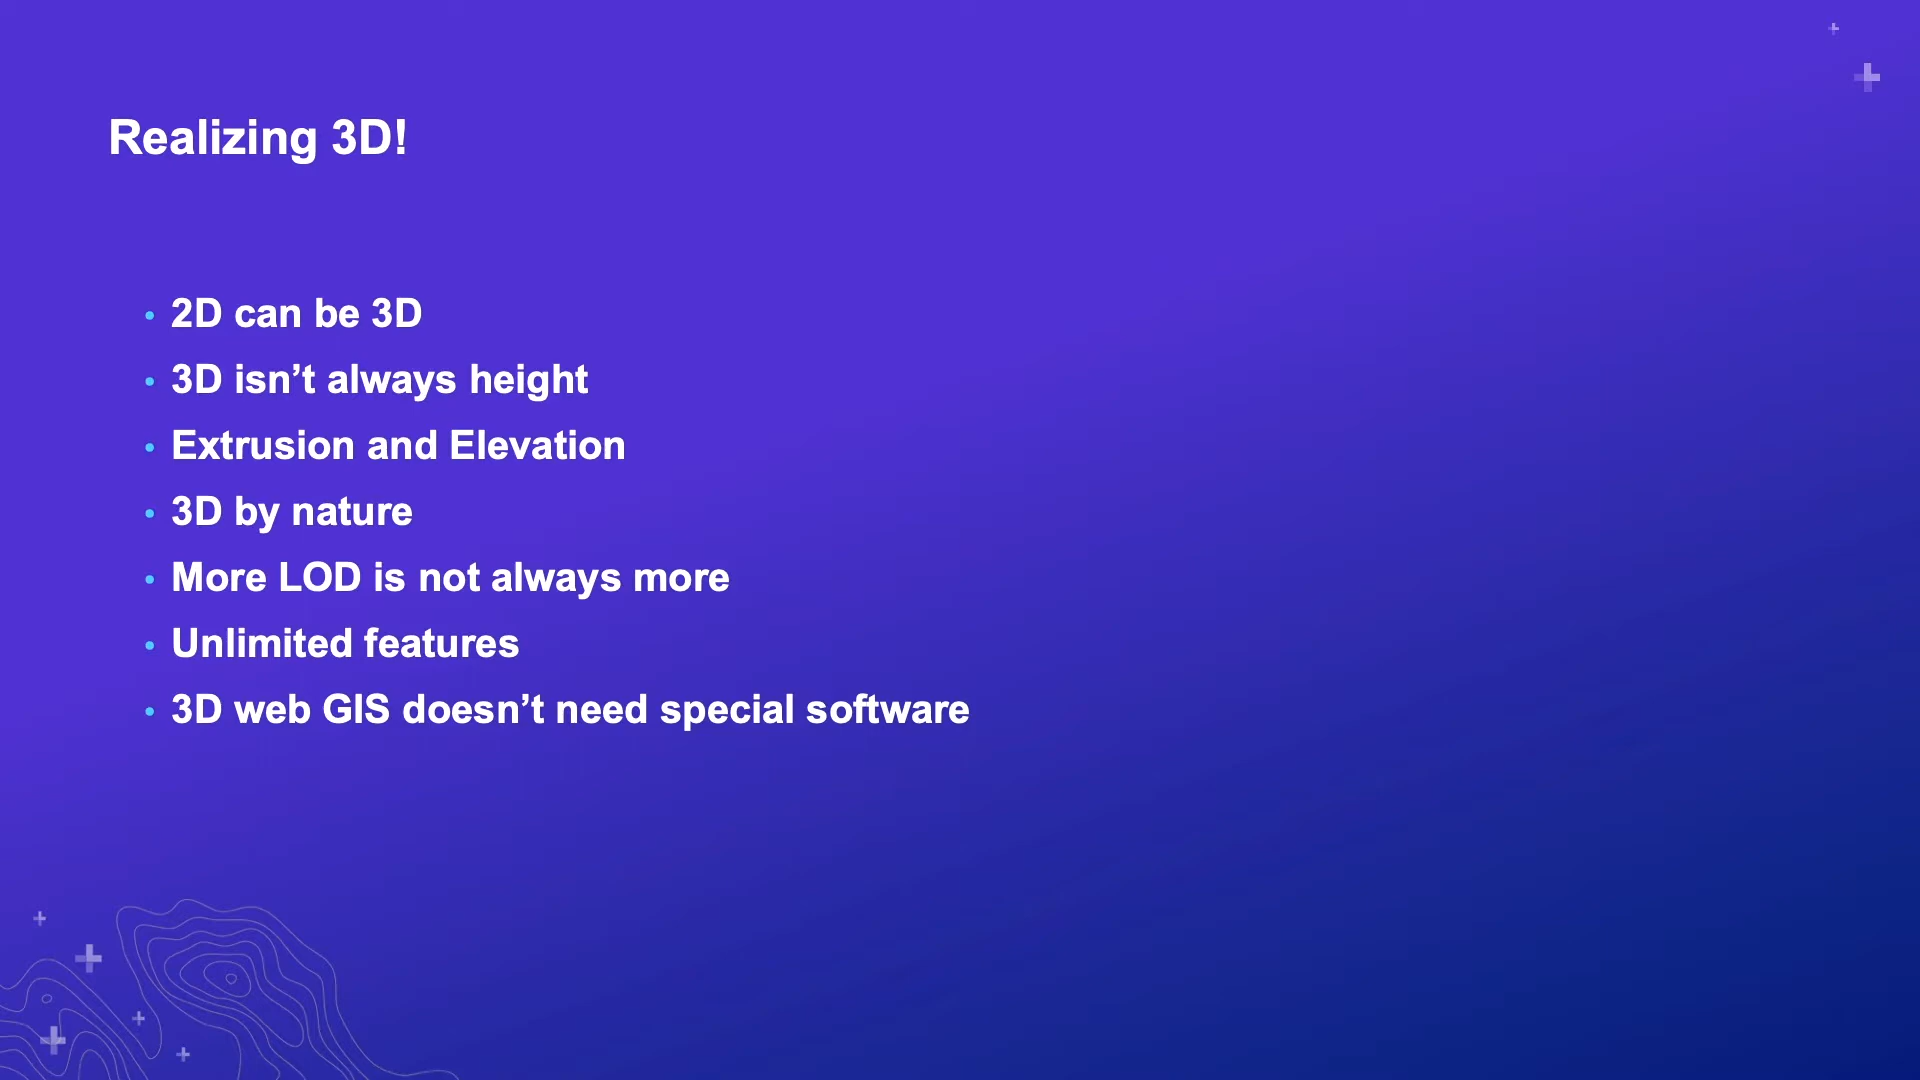 Realizing 3D!
• 2D can be 3D
• 3D isn’t always height
• Extrusion and Elevation
• 3D by nature
• More LOD is not always more
• Unlimited features
• 3D web GIS doesn’t need special software